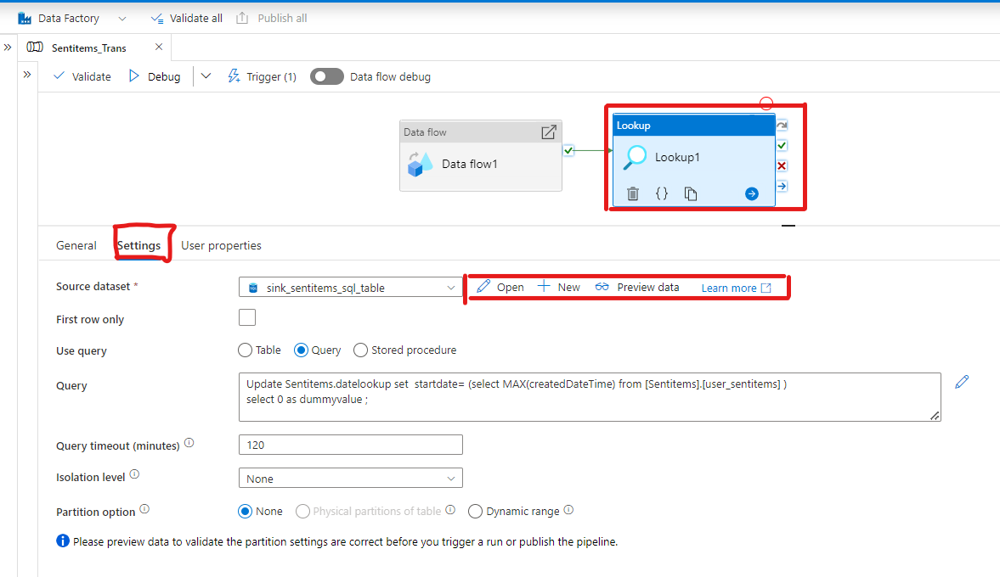 Data Factory Validate all Publish all
Sentitems_Trans
Validate Debug Trigger (1) Data flow debug
Data flow
Data flow1
Lookup
Lookup1
General Settings User properties
Source dataset * sink_sentitems_sql_table Open New Preview data Learn more
First row only
Use query Table Query Stored procedure
Query Update Sentitems.datelookup set startdate= (select MAX(createdDateTime) from [Sentitems].[user_sentitems] )
select 0 as dummyvalue ;
Query timeout (minutes) 120
Isolation level None
Partition option None Physical partitions of table Dynamic range
Please preview data to validate the partition settings are correct before you trigger a run or publish the pipeline.